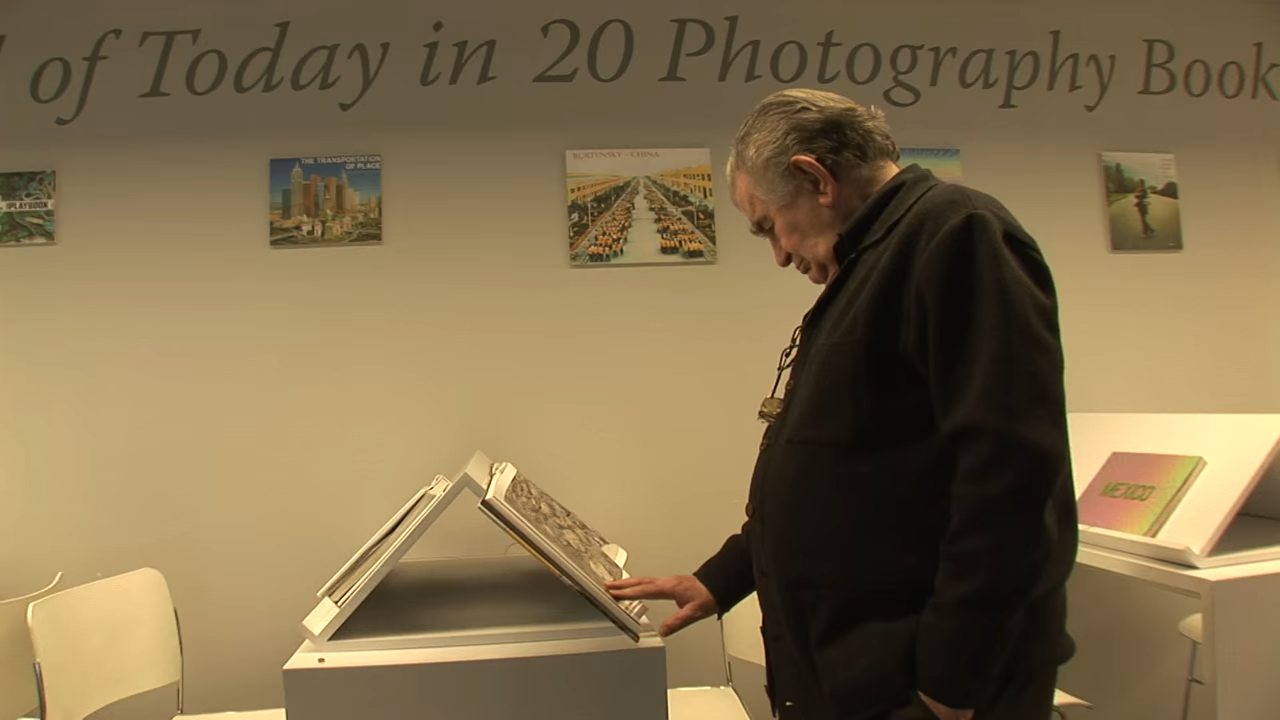 of Today in 20 Photography Book
PLAYBOOK
THE TRANSPORTATION
OF PLACE
BURTYNSKY – CHINA
MEXICO